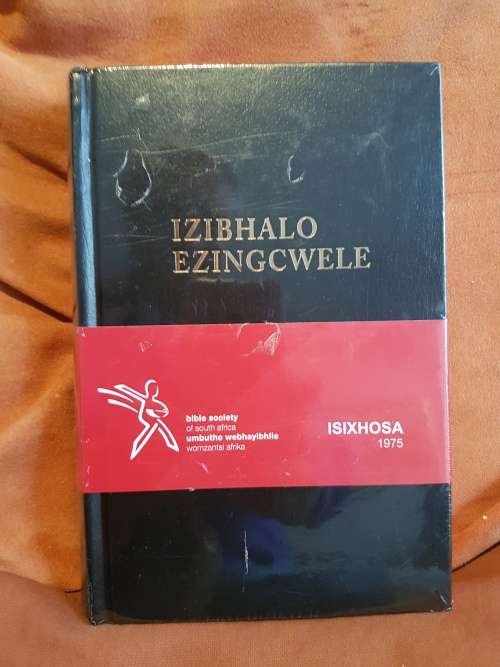 IZIBHALO
EZINGCWELE
bible society
of south africa
umbutho webhayibhile
womzantsi afrika
ISIXHOSA
1975